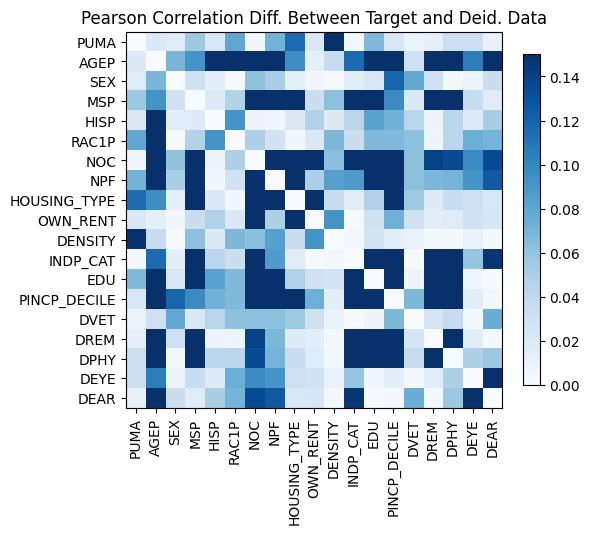 Pearson Correlation Diff. Between Target and Deid. Data
PUMA
AGEP
SEX
MSP
HISP
RAC1P
NOC
NPF
HOUSING_TYPE
OWN_RENT
DENSITY
INDP_CAT
EDU
PINCP_DECILE
DVET
DREM
DPHY
DEYE
DEAR
PUMA AGEP SEX MSP HISP RAC1P NOC NPF HOUSING_TYPE OWN_RENT DENSITY INDP_CAT EDU PINCP_DECILE DVET DREM DPHY DEYE DEAR
0.14
0.12
0.10
0.08
0.06
0.04
0.02
0.00